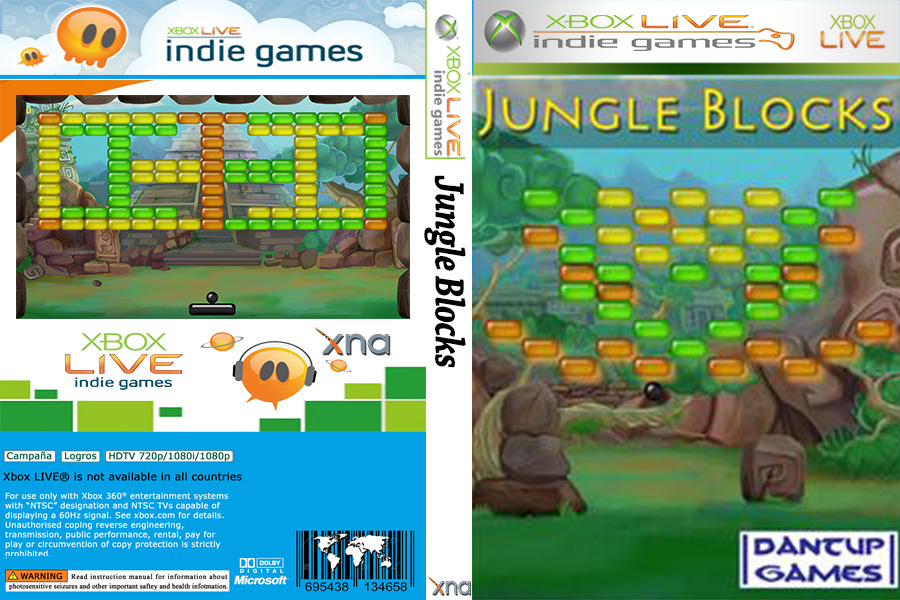 XBOX LIVE
indie games
XBOX LIVE
indie games
xna
Campaña Logros HDTV 720p/1080i/1080p
Xbox LIVE® is not available in all countries
For use only with Xbox 360® entertainment systems
with "NTSC" designation and NTSC TVs capable of
displaying a 60Hz signal. See xbox.com for details.
Unauthorised coping reverse engineering,
transmission, public performance, rental, pay for
play or circumvention of copy protection is strictly
prohibited.
WARNING Read instruction manual for information about
photosensitive seizures and other important saftey and health infotmation.
DOLBY
DIGITAL
Microsoft
695438 134658
XBOX LIVE
indie games
Jungle Blocks
xna
XBOX LIVE
indie games
XBOX
LIVE
JUNGLE BLOCKS
DANTUP
GAMES